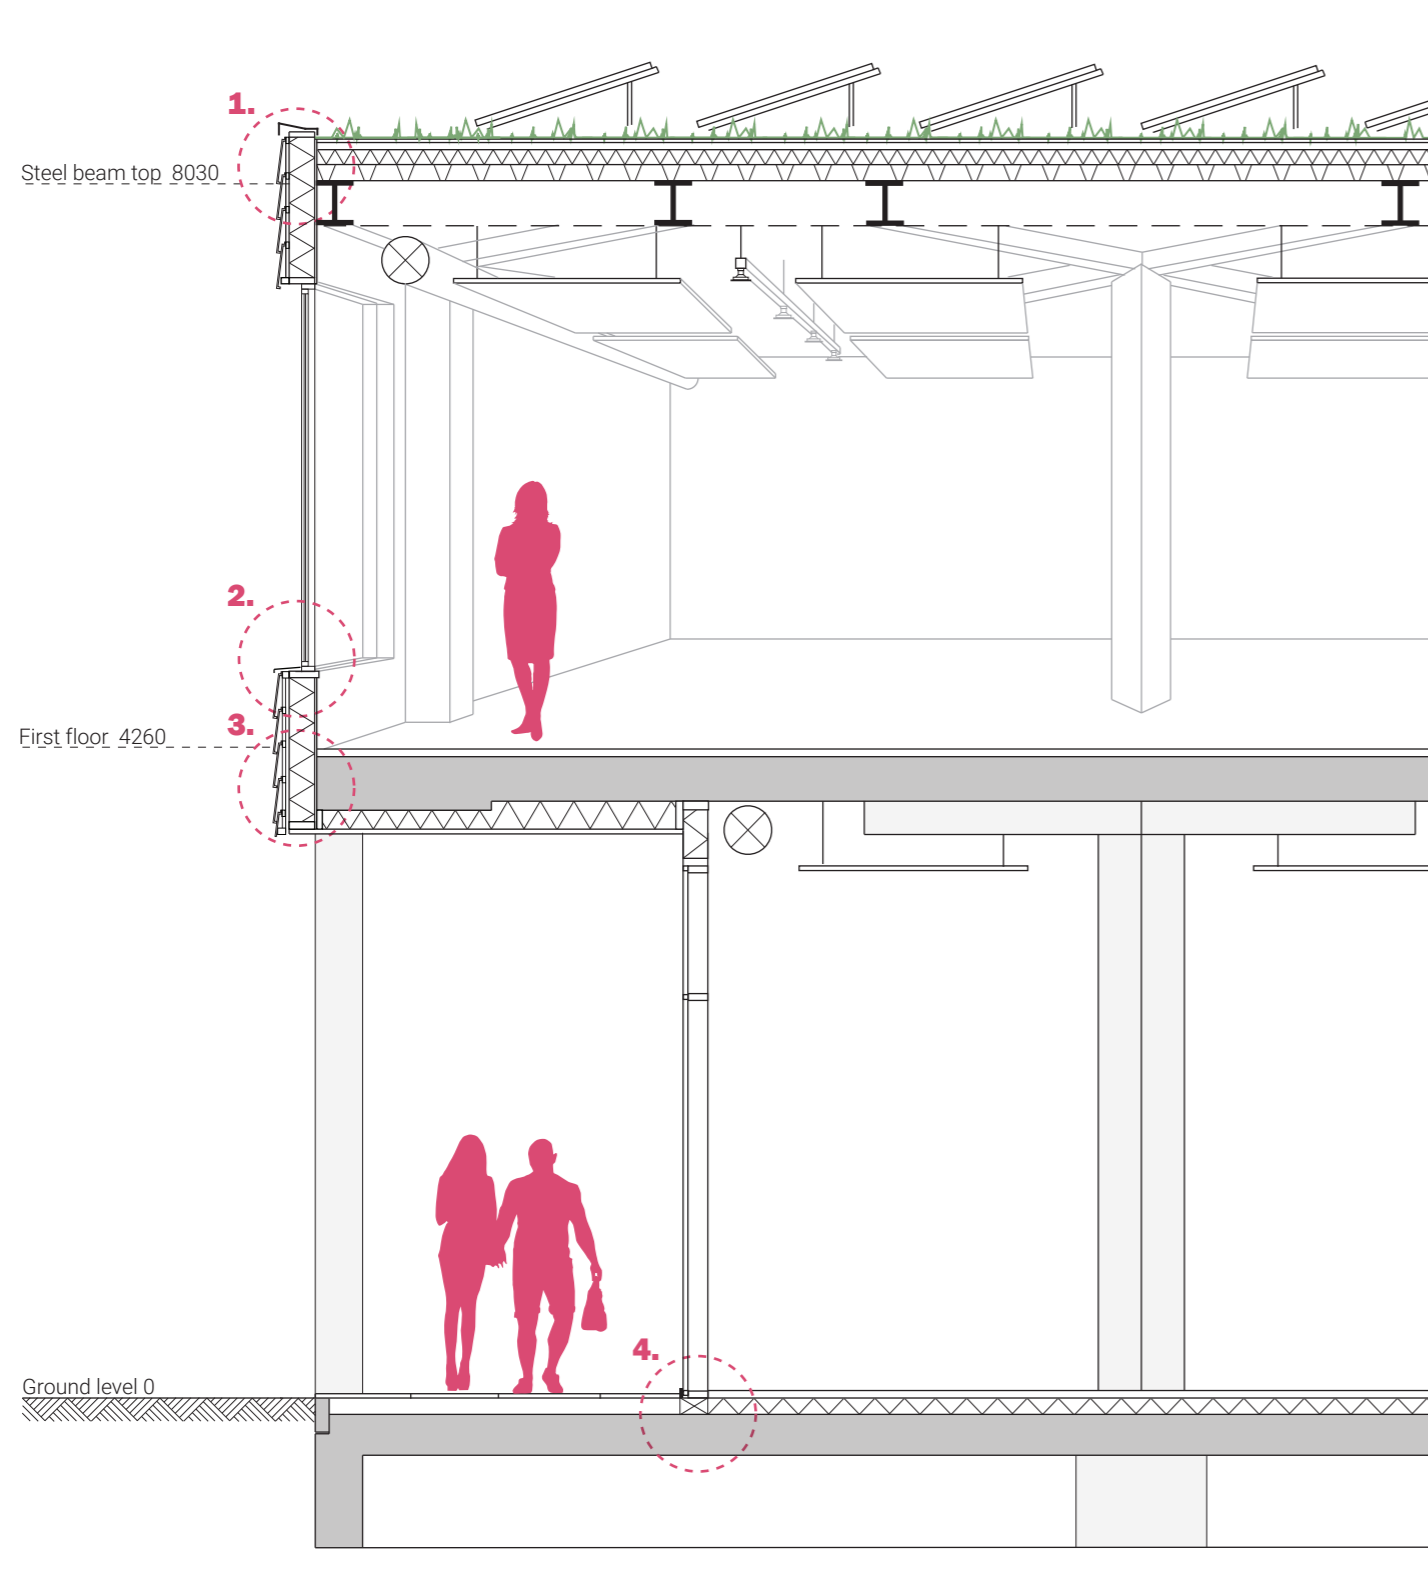 1.
Steel beam top 8030
2.
3.
First floor 4260
4.
Ground level 0